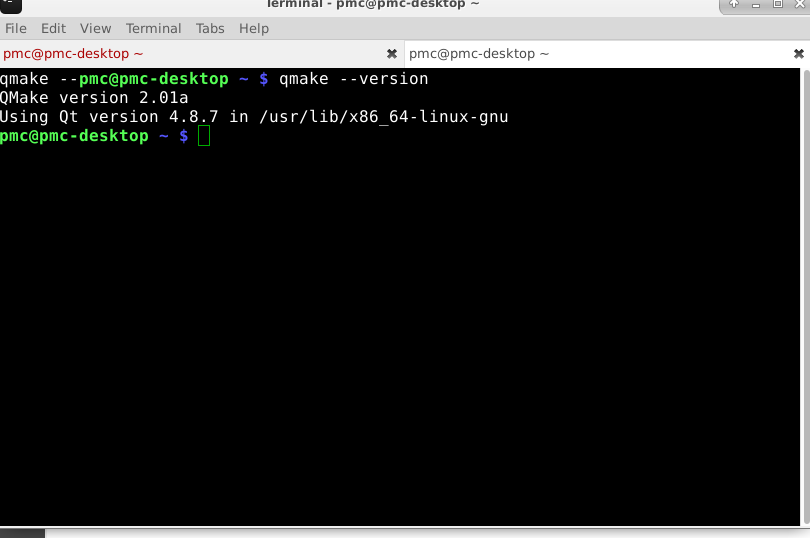 Terminal - pmc@pmc-desktop ~
File Edit View Terminal Tabs Help
pmc@pmc-desktop ~ pmc@pmc-desktop ~
qmake --pmc@pmc-desktop ~ $ qmake --version
QMake version 2.01a
Using Qt version 4.8.7 in /usr/lib/x86_64-linux-gnu
pmc@pmc-desktop ~ $